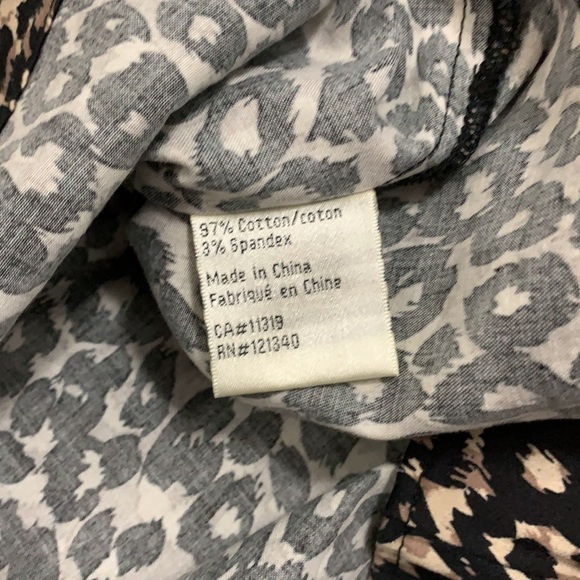 97% Cotton/coton
3% Spandex
Made in China
Fabriqué en Chine
CA#11319
RN#121340